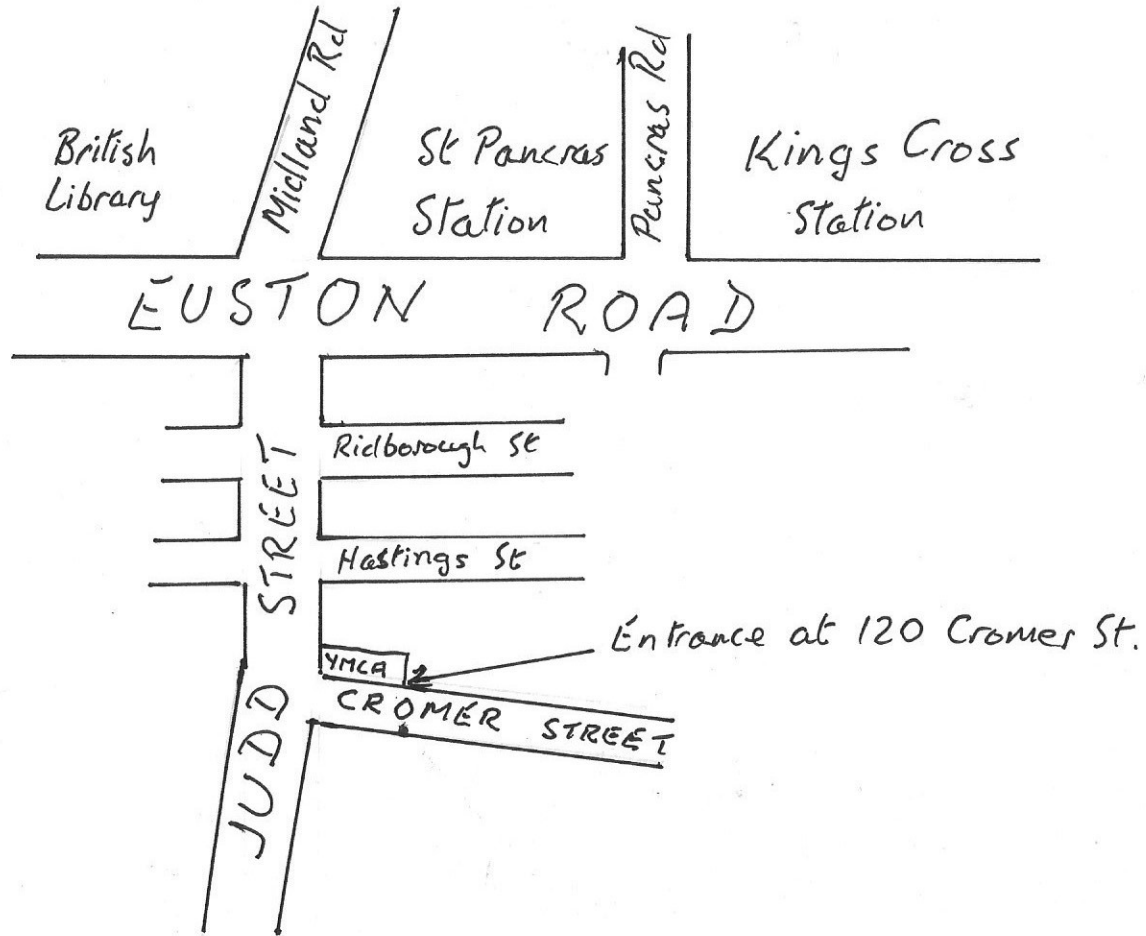 Midland Rd
Pancras Rd
British
Library
St Pancras
Station
Kings Cross
Station
EUSTON ROAD
Bidborough St
Hastings St
Entrance at 120 Cromer St.
YMCA
CROMER STREET
JUDD STREET